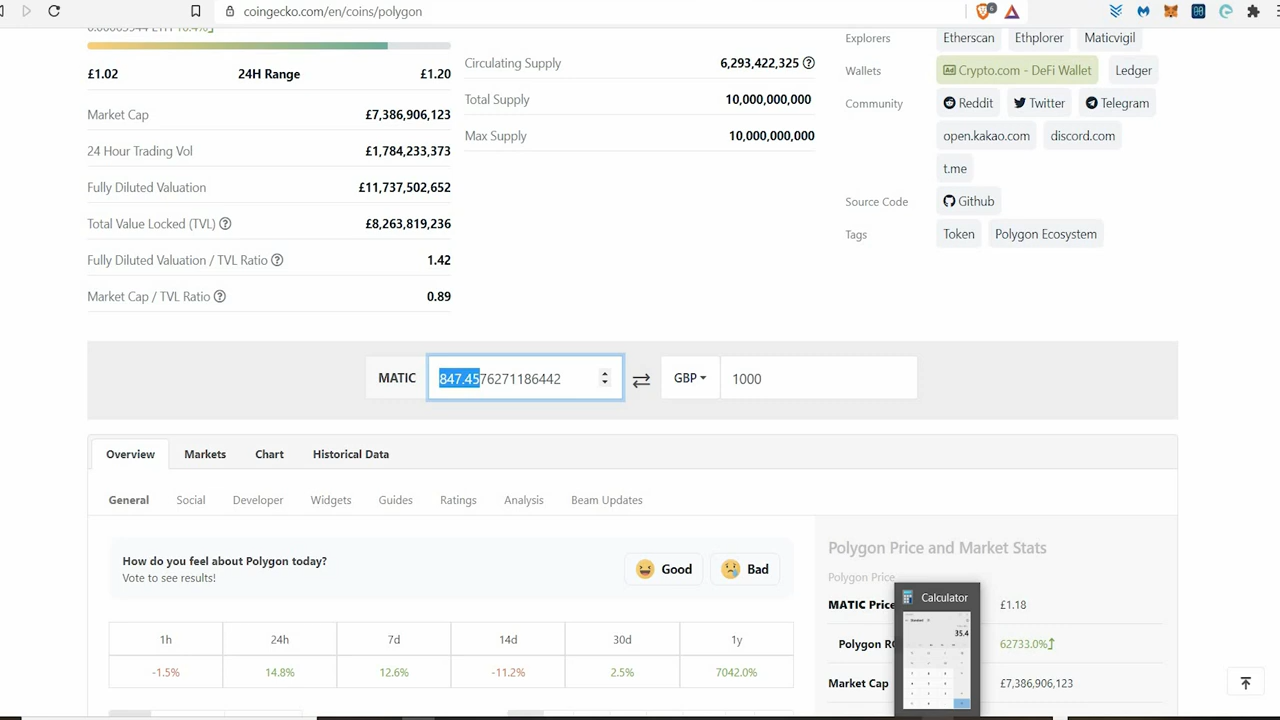 coingecko.com/en/coins/polygon
£1.02 24H Range £1.20
Market Cap £7,386,906,123
24 Hour Trading Vol £1,784,233,373
Fully Diluted Valuation £11,737,502,652
Total Value Locked (TVL) £8,263,819,236
Fully Diluted Valuation / TVL Ratio 1.42
Market Cap / TVL Ratio 0.89
Circulating Supply 6,293,422,325
Total Supply 10,000,000,000
Max Supply 10,000,000,000
Explorers Etherscan Ethplorer Maticvigil
Wallets Crypto.com - DeFi Wallet Ledger
Community Reddit Twitter Telegram
open.kakao.com discord.com
t.me
Source Code Github
Tags Token Polygon Ecosystem
MATIC 847.4576271186442 GBP 1000
Overview Markets Chart Historical Data
General Social Developer Widgets Guides Ratings Analysis Beam Updates
How do you feel about Polygon today?
Vote to see results!
Good Bad
1h 24h 7d 14d 30d 1y
-1.5% 14.8% 12.6% -11.2% 2.5% 7042.0%
Polygon Price and Market Stats
Polygon Price
MATIC Price £1.18
Polygon 62733.0%
Market Cap £7,386,906,123
Calculator
35.4